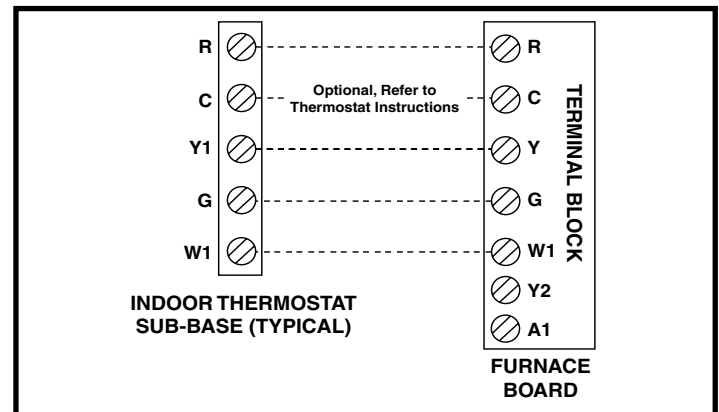 R R
C Optional, Refer to C
Thermostat Instructions
Y1 Y
G G
W1 W1
Y2
A1
TERMINAL BLOCK
INDOOR THERMOSTAT
SUB-BASE (TYPICAL)
FURNACE
BOARD